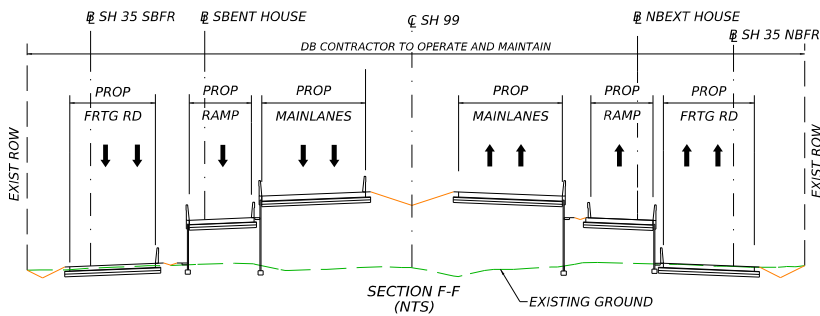 ℄ SH 99
B SH 35 SBFR
B SBENT HOUSE
B NBEXT HOUSE
B SH 35 NBFR
DB CONTRACTOR TO OPERATE AND MAINTAIN
PROP
FRTG RD
PROP
RAMP
PROP
MAINLANES
PROP
MAINLANES
PROP
RAMP
PROP
FRTG RD
EXIST ROW
EXIST ROW
SECTION F-F
(NTS)
EXISTING GROUND